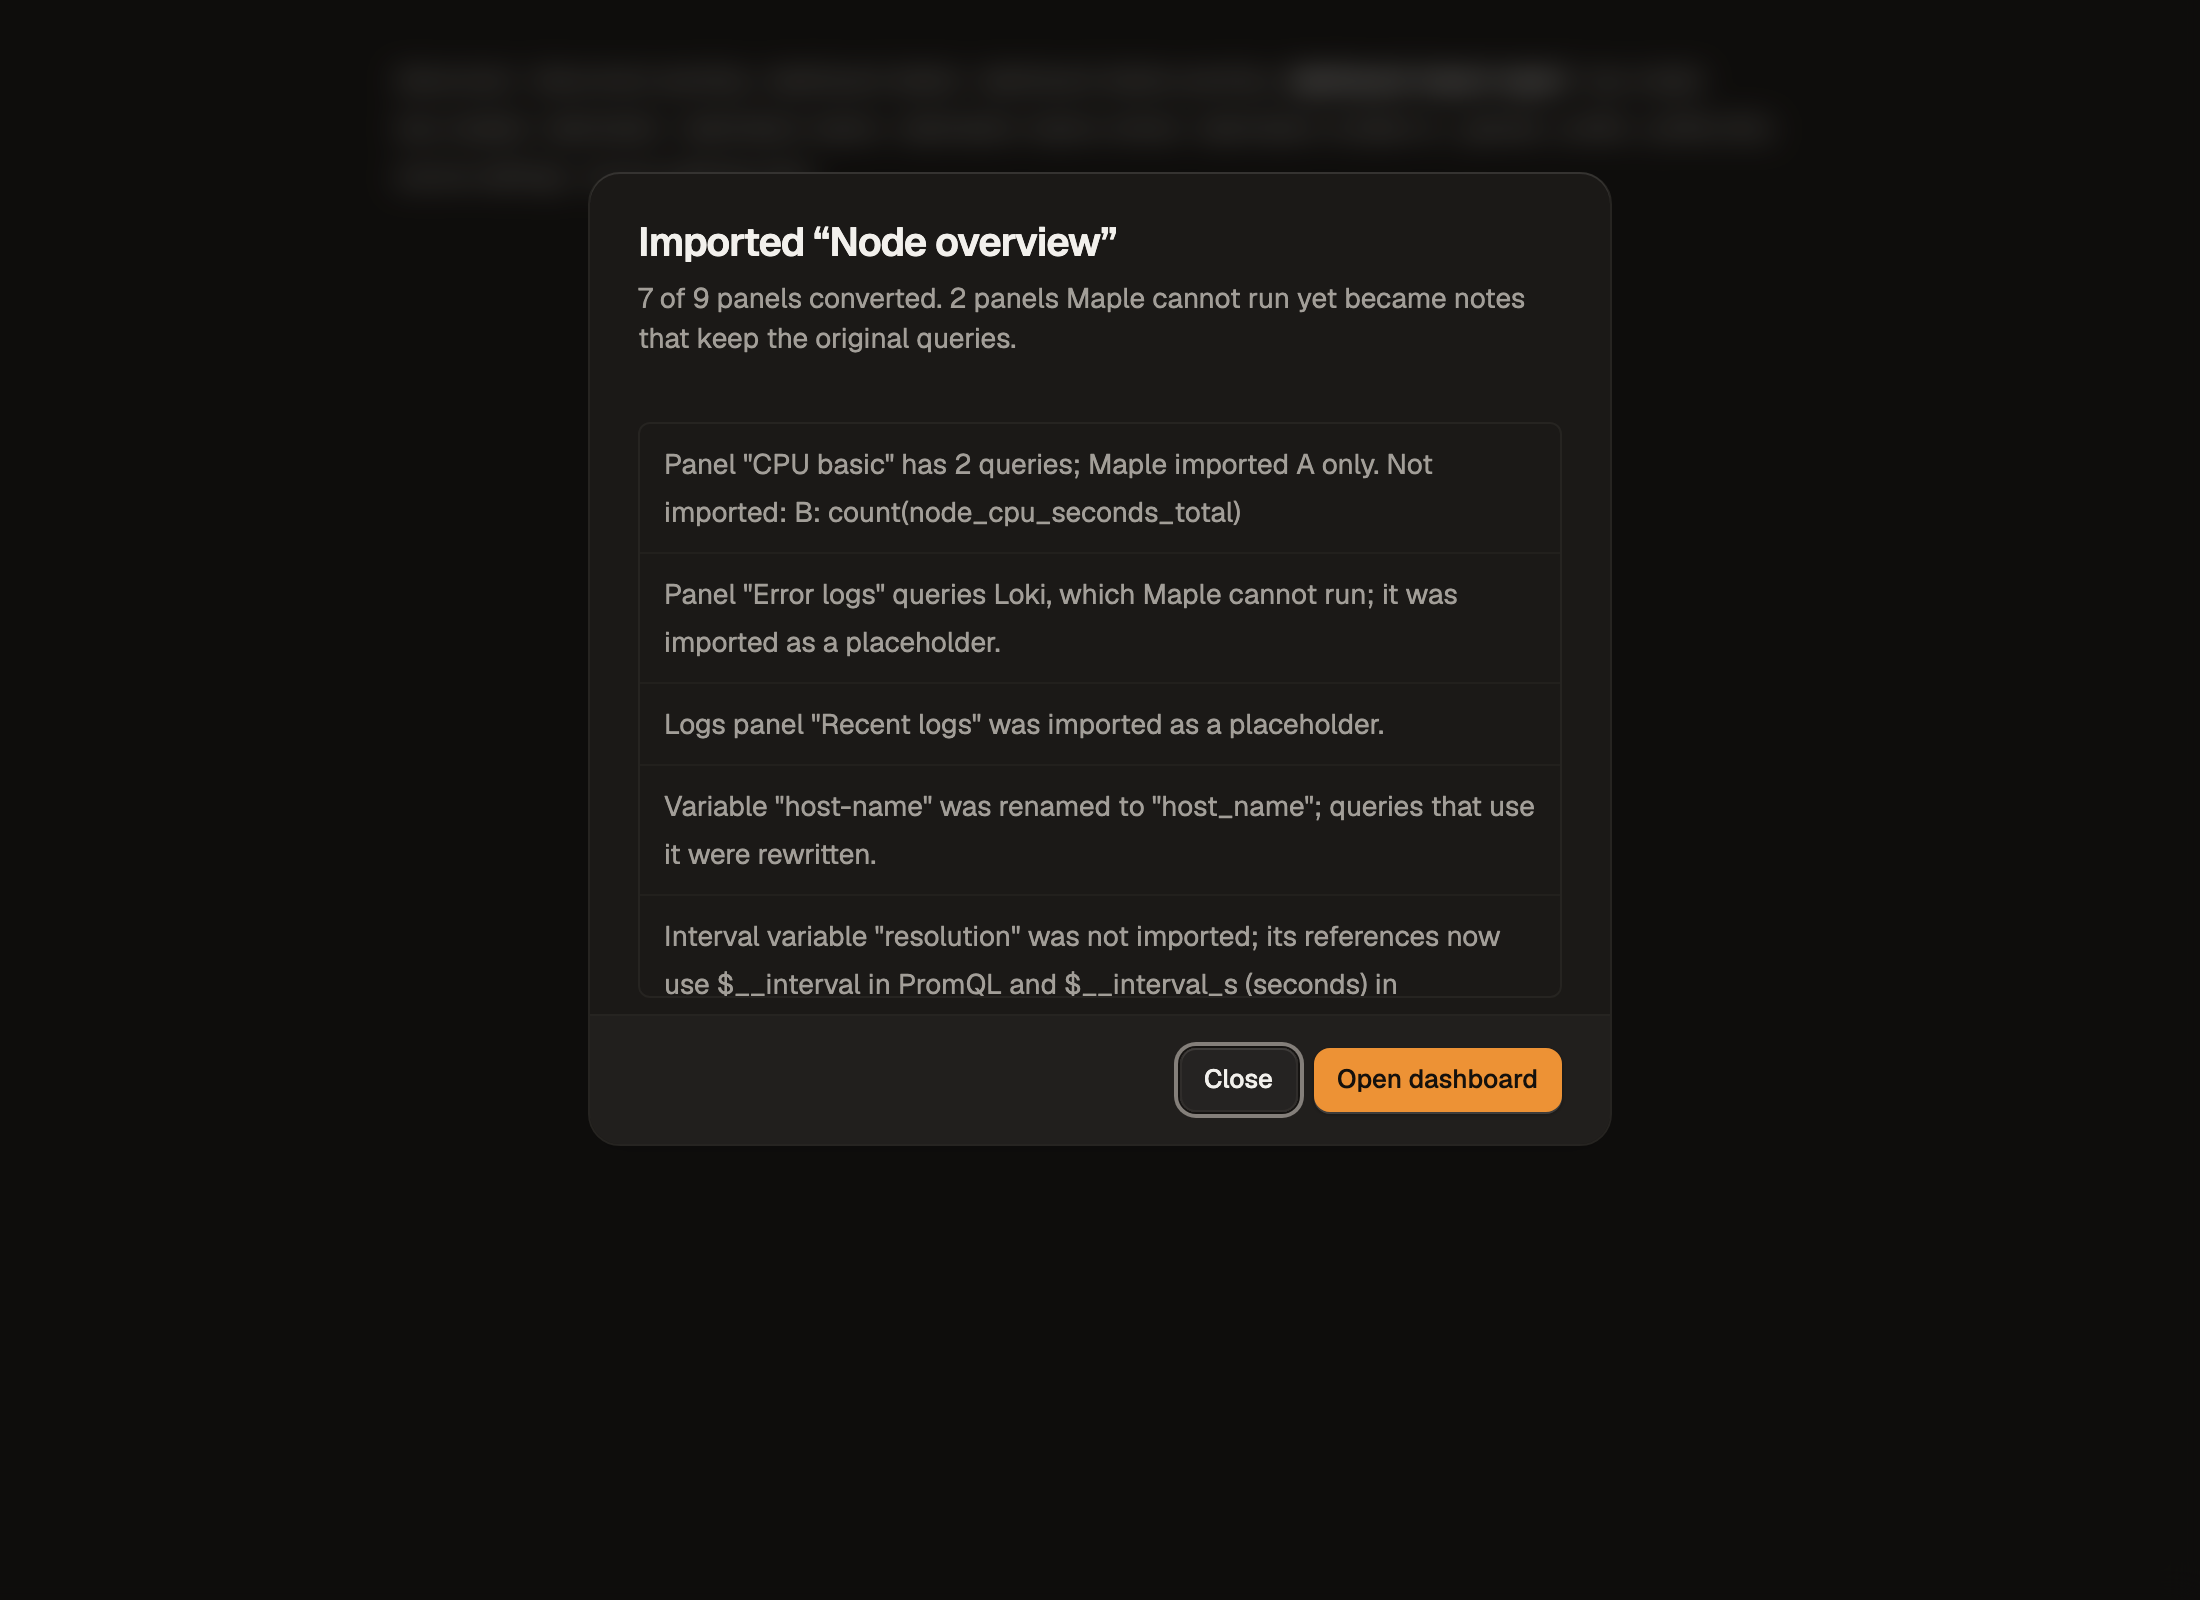 Imported “Node overview”
7 of 9 panels converted. 2 panels Maple cannot run yet became notes
that keep the original queries.
Panel "CPU basic" has 2 queries; Maple imported A only. Not
imported: B: count(node_cpu_seconds_total)
Panel "Error logs" queries Loki, which Maple cannot run; it was
imported as a placeholder.
Logs panel "Recent logs" was imported as a placeholder.
Variable "host-name" was renamed to "host_name"; queries that use
it were rewritten.
Interval variable "resolution" was not imported; its references now
use $__interval in PromQL and $__interval_s (seconds) in
Close
Open dashboard